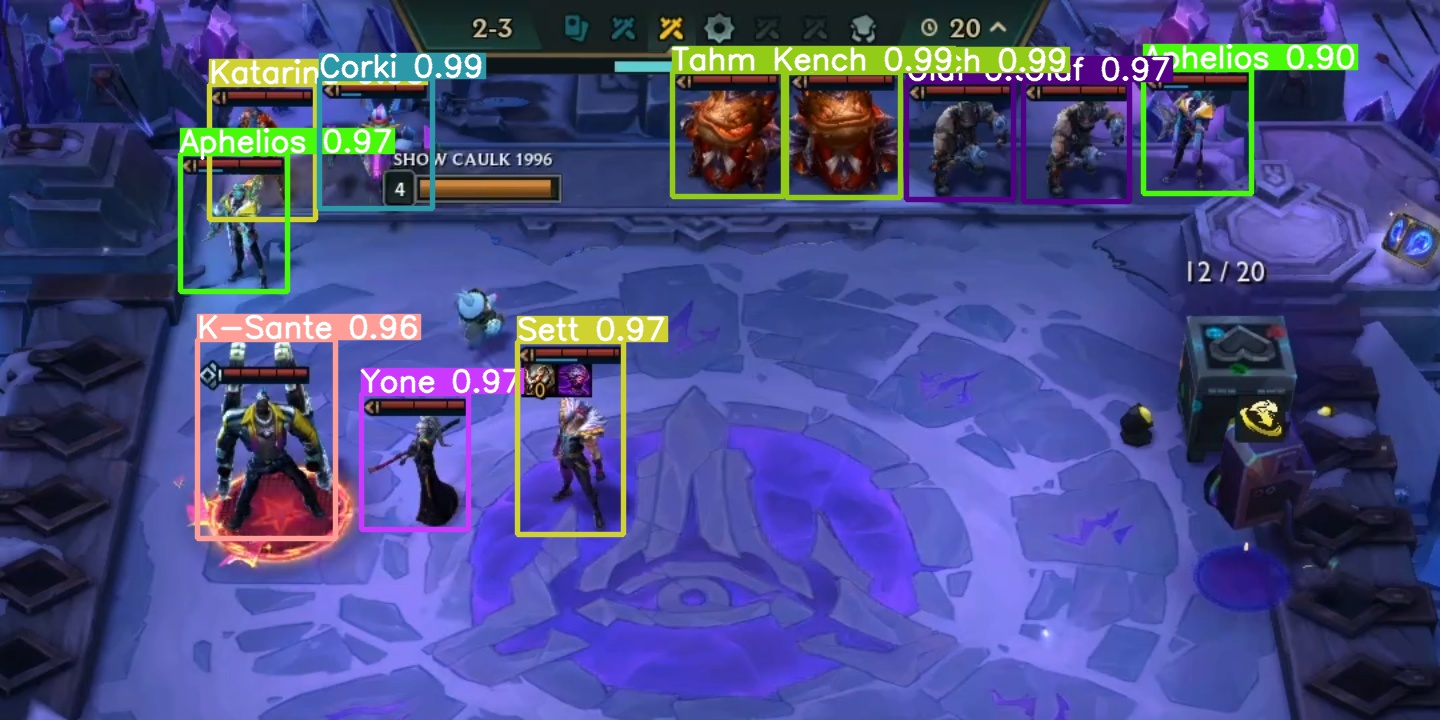 2-3
20
Katarin
Corki 0.99
Tahm Kench 0.99
h 0.99
Olaf
Olaf 0.97
Aphelios 0.90
Aphelios 0.97
SHOW CAULK 1996
4
12 / 20
K-Sante 0.96
Yone 0.97
Sett 0.97